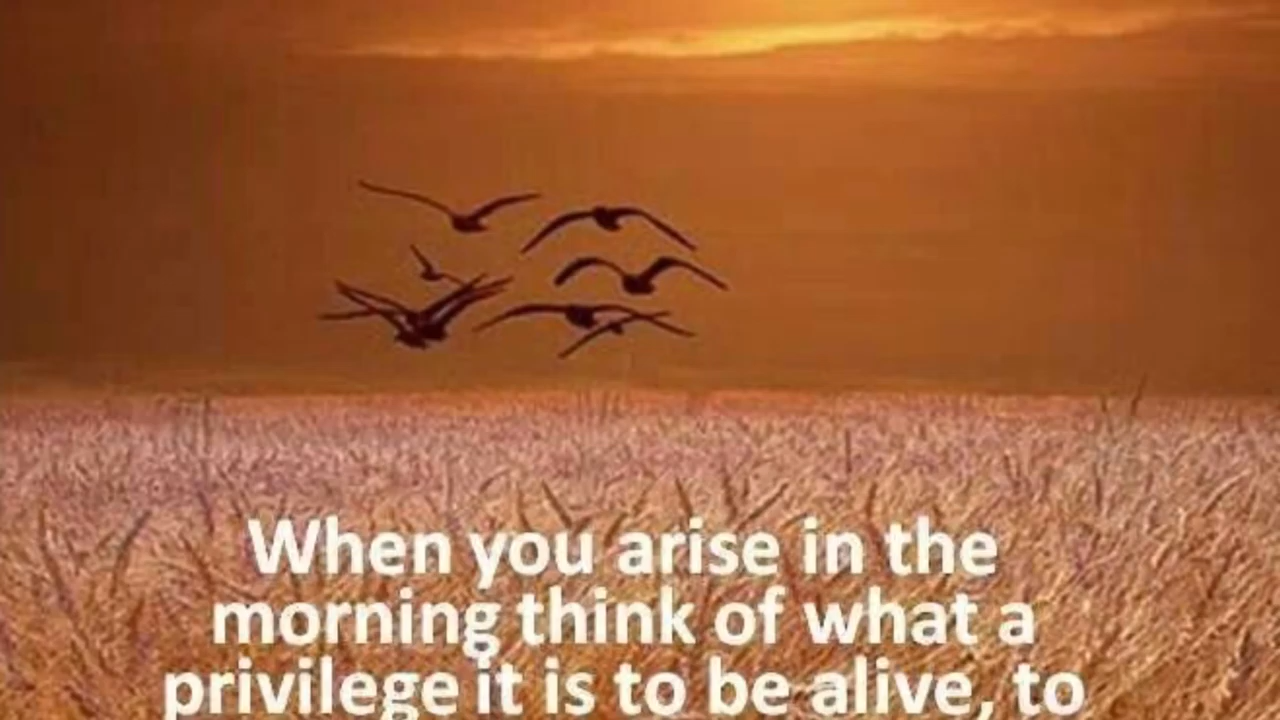 When you arise in the
morning think of what a
privilege it is to be alive, to